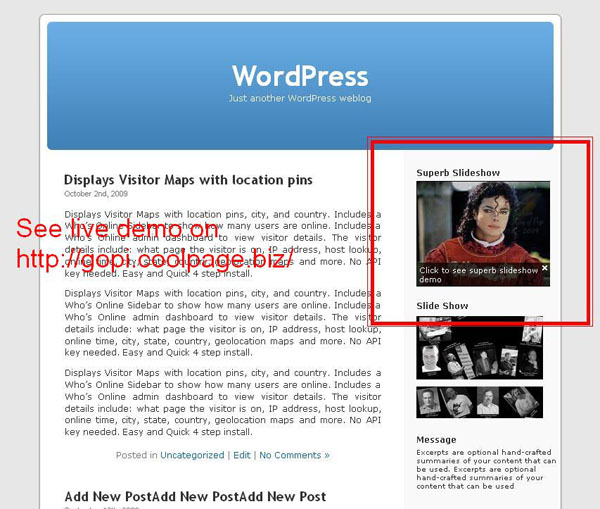 WordPress
Just another WordPress weblog
Displays Visitor Maps with location pins
October 2nd, 2009
Displays Visitor Maps with location pins, city, and country. Includes a
Who's Online Sidebar to show how many users are online. Includes a
Who's Online admin dashboard to view visitor details. The visitor
details include: what page the visitor is on, IP address, host lookup,
online time, city, state, country, geolocation maps and more. No API
key needed. Easy and Quick 4 step install.
See live demo on
http://gopi.coolpage.biz/
Displays Visitor Maps with location pins, city, and country. Includes a
Who's Online Sidebar to show how many users are online. Includes a
Who's Online admin dashboard to view visitor details. The visitor
details include: what page the visitor is on, IP address, host lookup,
online time, city, state, country, geolocation maps and more. No API
key needed. Easy and Quick 4 step install.
Displays Visitor Maps with location pins, city, and country. Includes a
Who's Online Sidebar to show how many users are online. Includes a
Who's Online admin dashboard to view visitor details. The visitor
details include: what page the visitor is on, IP address, host lookup,
online time, city, state, country, geolocation maps and more. No API
key needed. Easy and Quick 4 step install.
Posted in Uncategorized | Edit | No Comments »
Add New PostAdd New PostAdd New Post
Superb Slideshow
Click to see superb slideshow
demo
Slide Show
Message
Excerpts are optional hand-crafted
summaries of your content that can
be used. Excerpts are optional
hand-crafted summaries of your
content that can be used